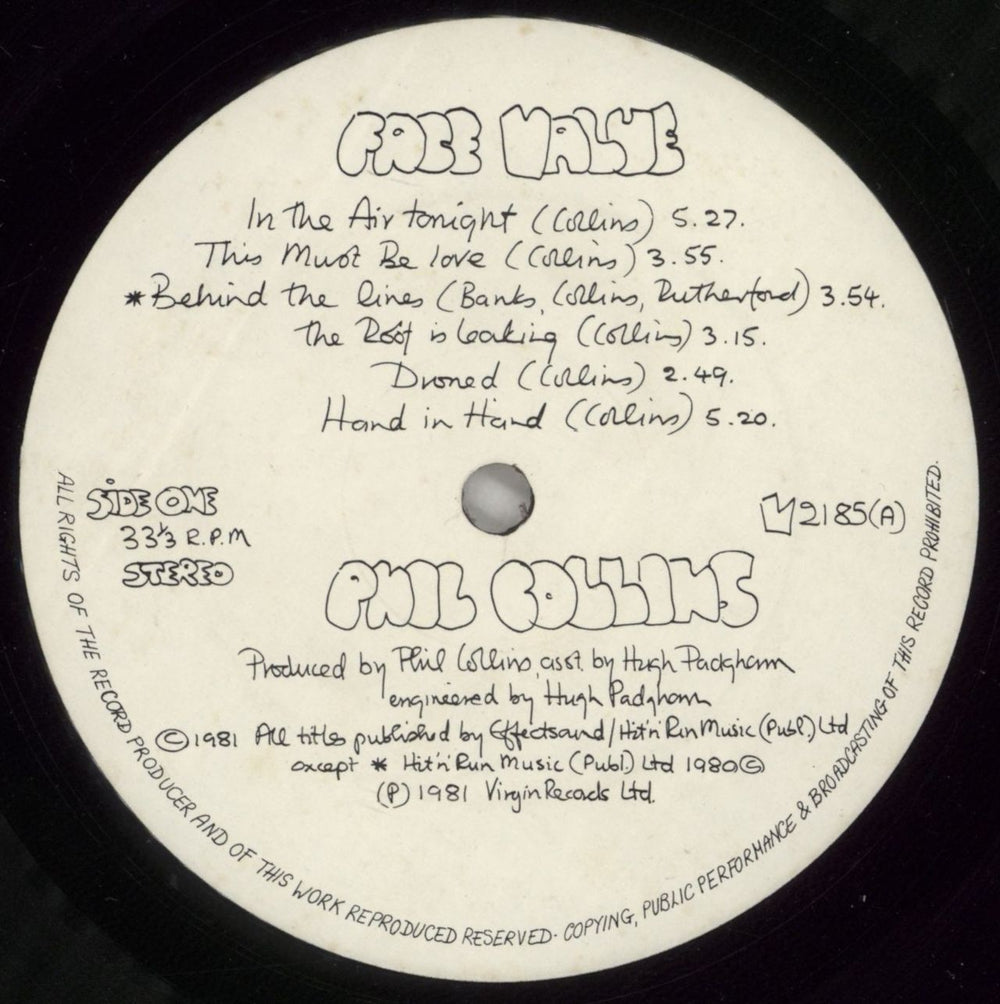 FACE VALUE
In the Air tonight (Collins) 5.27.
This Must Be love (Collins) 3.55.
*Behind the lines (Banks, Collins, Rutherford) 3.54.
the Roof is leaking (Collins) 3.15.
Droned (Collins) 2.49.
Hand in Hand (Collins) 5.20.
SiDE ONE
33⅓ R.P.M
STEREO
V2185(A)
PHIL COLLINS
Produced by Phil Collins, asst. by Hugh Padgham
engineered by Hugh Padgham
©1981 All titles published by Effectsound/Hit'n'Run Music (Publ.) Ltd
except * Hit'n'Run Music (Publ.) Ltd 1980©
(P) 1981 Virgin Records Ltd.
ALL RIGHTS OF THE RECORD PRODUCER AND OF THIS WORK REPRODUCED RESERVED. COPYING, PUBLIC PERFORMANCE & BROADCASTING OF THIS RECORD PROHIBITED.